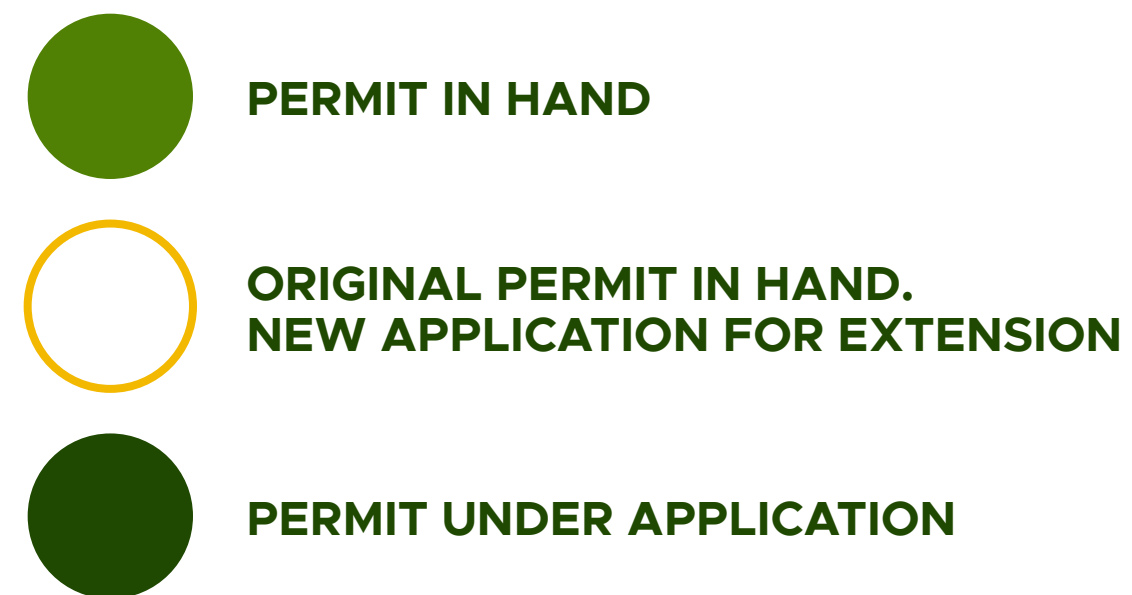 PERMIT IN HAND
ORIGINAL PERMIT IN HAND.
NEW APPLICATION FOR EXTENSION
PERMIT UNDER APPLICATION